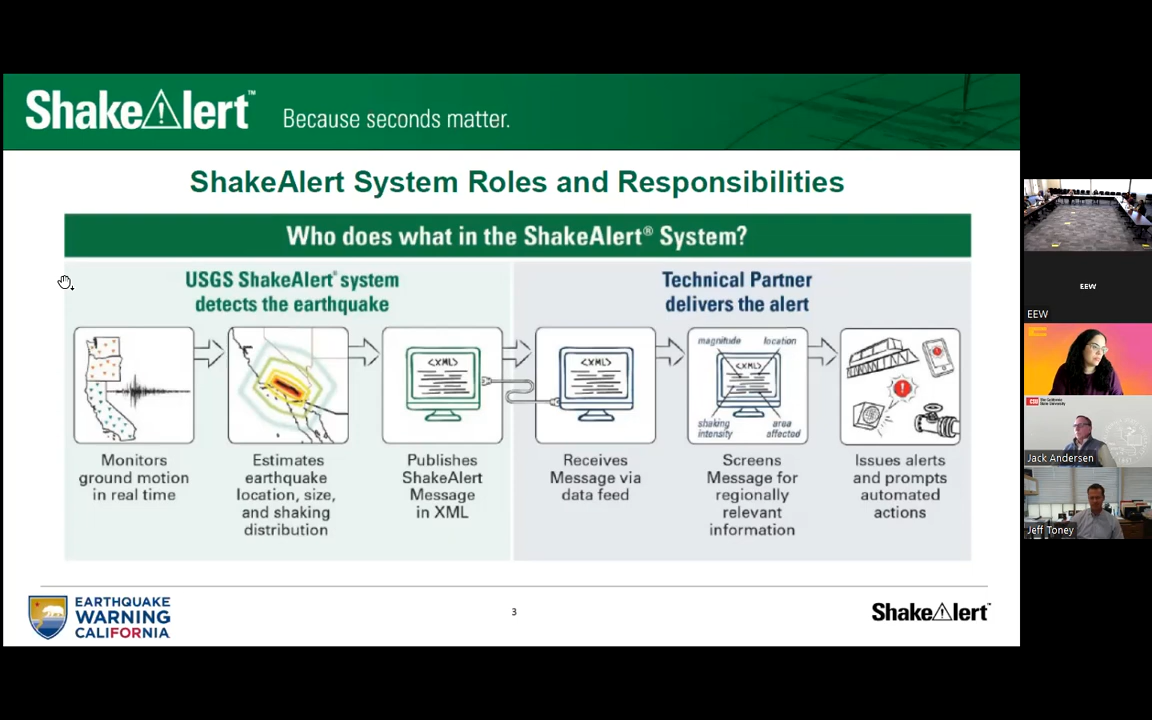 ShakeAlert™
Because seconds matter.
ShakeAlert System Roles and Responsibilities
Who does what in the ShakeAlert® System?
USGS ShakeAlert® system
detects the earthquake
Technical Partner
delivers the alert
<XML>
<XML>
magnitude
location
<XML>
shaking
intensity
area
affected
Monitors
ground motion
in real time
Estimates
earthquake
location, size,
and shaking
distribution
Publishes
ShakeAlert
Message
in XML
Receives
Message via
data feed
Screens
Message for
regionally
relevant
information
Issues alerts
and prompts
automated
actions
EARTHQUAKE
WARNING
CALIFORNIA
3
ShakeAlert™
EEW
EEW
CSU
Jack Andersen
Jeff Toney